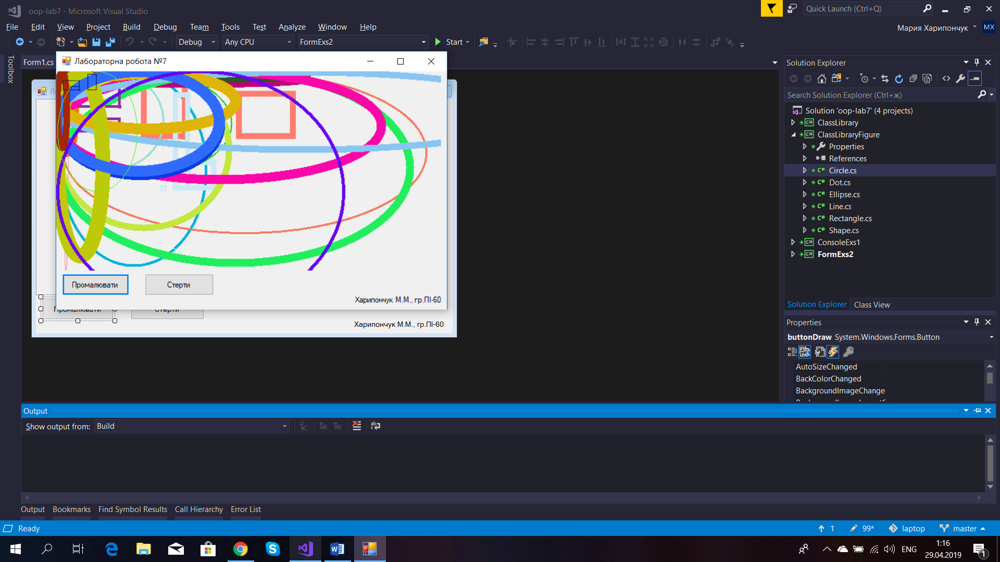 oop-lab7 - Microsoft Visual Studio
Quick Launch (Ctrl+Q)
File Edit View Project Build Debug Team Tools Test Analyze Window Help
Мария Харипончук MX
Debug Any CPU FormExs2 Start
Toolbox
Form1.cs
Лабораторна робота №7
Промалювати Стерти
Харипончук М.М., гр.ПІ-60
Промалювати Стерти
Харипончук М.М., гр.ПІ-60
Solution Explorer
Search Solution Explorer (Ctrl+ж)
Solution 'oop-lab7' (4 projects)
ClassLibrary
ClassLibraryFigure
Properties
References
Circle.cs
Dot.cs
Ellipse.cs
Line.cs
Rectangle.cs
Shape.cs
ConsoleExs1
FormExs2
Solution Explorer Class View
Properties
buttonDraw System.Windows.Forms.Button
AutoSizeChanged
BackColorChanged
BackgroundImageChange
Output
Show output from: Build
Output Bookmarks Find Symbol Results Call Hierarchy Error List
Ready
1 99* laptop master
ENG
1:16
29.04.2019
1